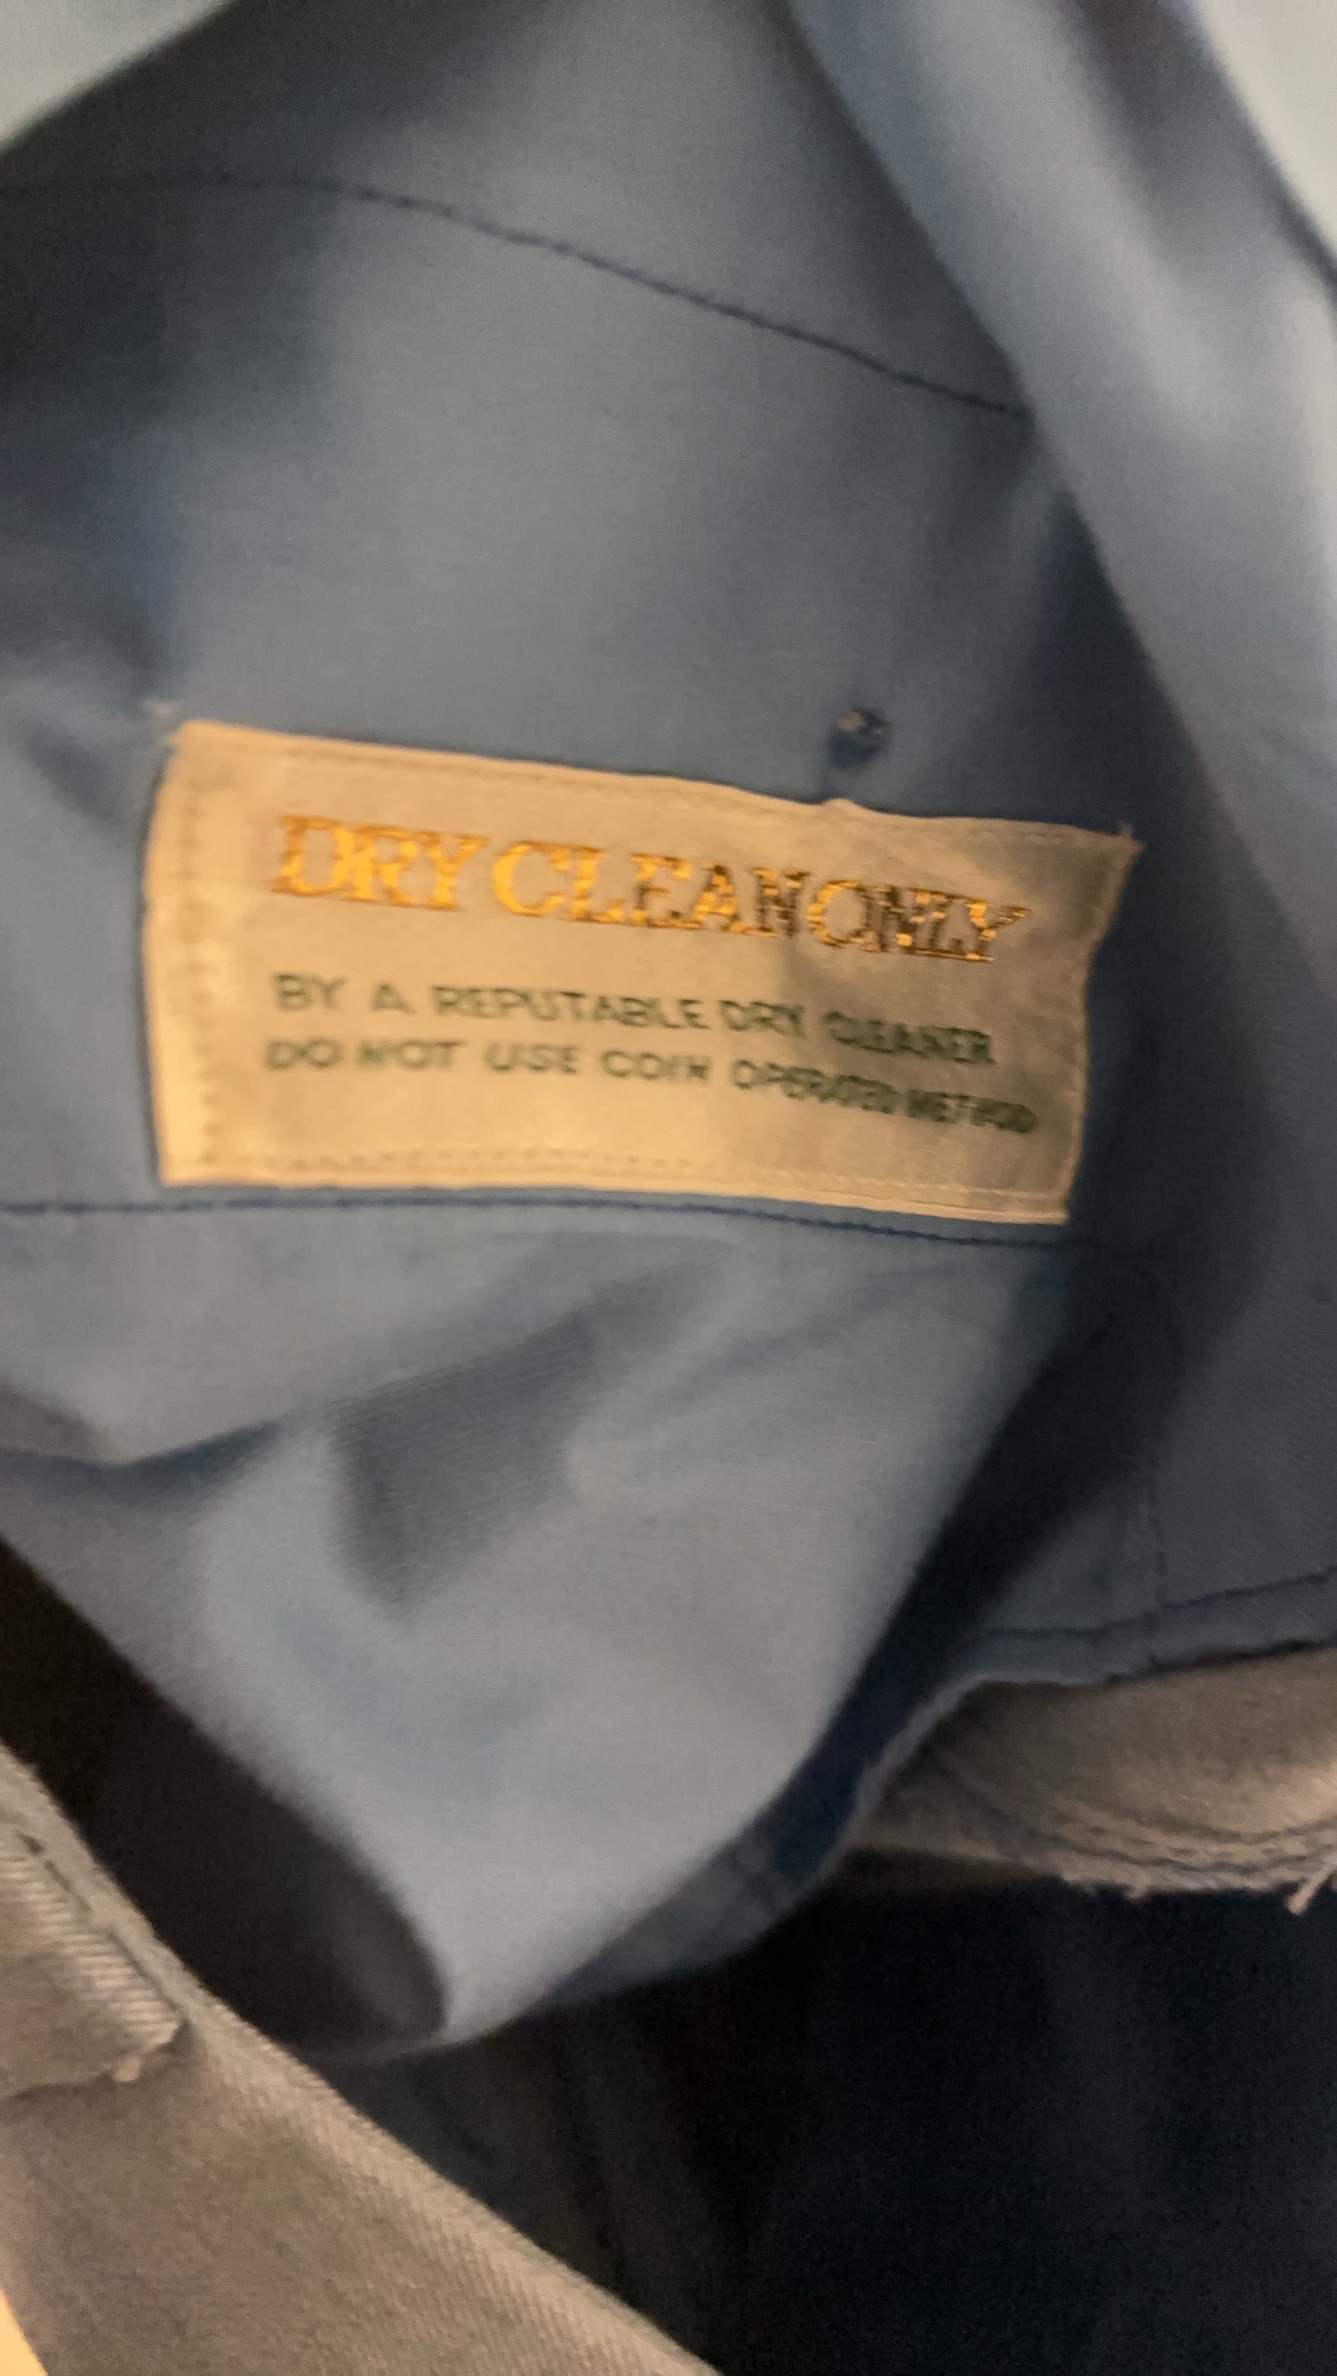 DRY CLEAN ONLY
BY A REPUTABLE DRY CLEANER
DO NOT USE COIN OPERATED METHOD